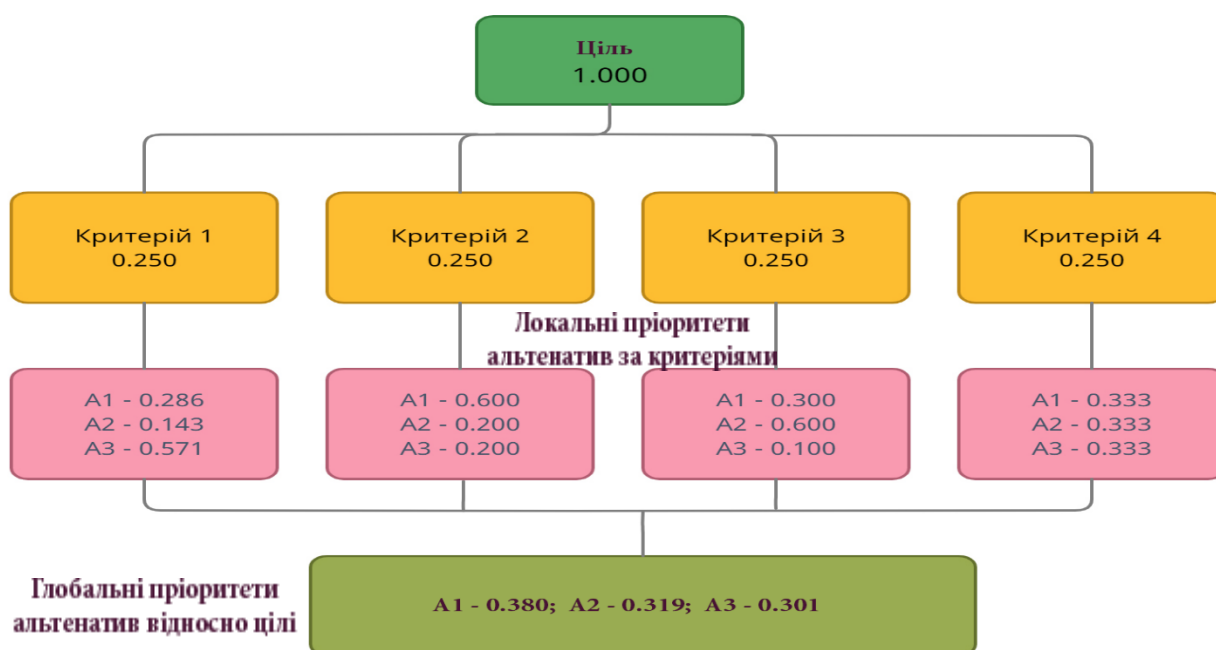 Ціль
1.000
Критерій 1
0.250
Критерій 2
0.250
Критерій 3
0.250
Критерій 4
0.250
Локальні пріоритети
альтенатив за критеріями
A1 - 0.286
A2 - 0.143
A3 - 0.571
A1 - 0.600
A2 - 0.200
A3 - 0.200
A1 - 0.300
A2 - 0.600
A3 - 0.100
A1 - 0.333
A2 - 0.333
A3 - 0.333
Глобальні пріоритети
альтенатив відносно цілі
A1 - 0.380; A2 - 0.319; A3 - 0.301